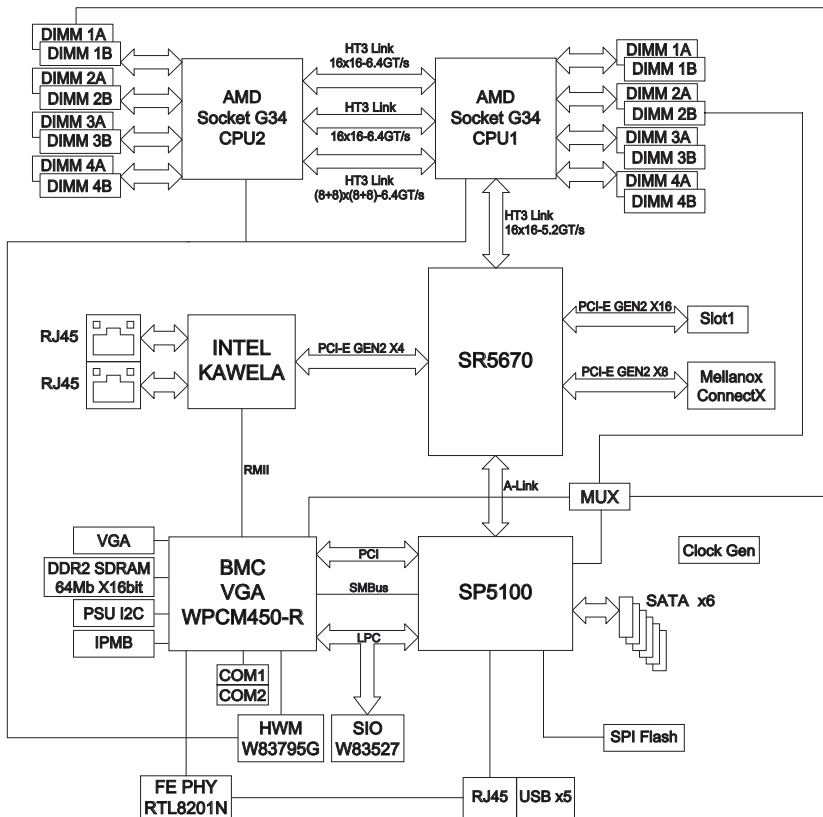 DIMM 1A
DIMM 1B
DIMM 2A
DIMM 2B
DIMM 3A
DIMM 3B
DIMM 4A
DIMM 4B
AMD
Socket G34
CPU2
HT3 Link
16x16-6.4GT/s
HT3 Link
16x16-6.4GT/s
HT3 Link
(8+8)x(8+8)-6.4GT/s
AMD
Socket G34
CPU1
DIMM 1A
DIMM 1B
DIMM 2A
DIMM 2B
DIMM 3A
DIMM 3B
DIMM 4A
DIMM 4B
HT3 Link
16x16-5.2GT/s
RJ45
RJ45
INTEL
KAWELA
PCI-E GEN2 X4
SR5670
PCI-E GEN2 X16
Slot1
PCI-E GEN2 X8
Mellanox
ConnectX
RMII
A-Link
MUX
VGA
DDR2 SDRAM
64Mb X16bit
PSU I2C
IPMB
BMC
VGA
WPCM450-R
PCI
SMBus
LPC
SP5100
Clock Gen
SATA x6
COM1
COM2
HWM
W83795G
SIO
W83527
SPI Flash
FE PHY
RTL8201N
RJ45
USB x5